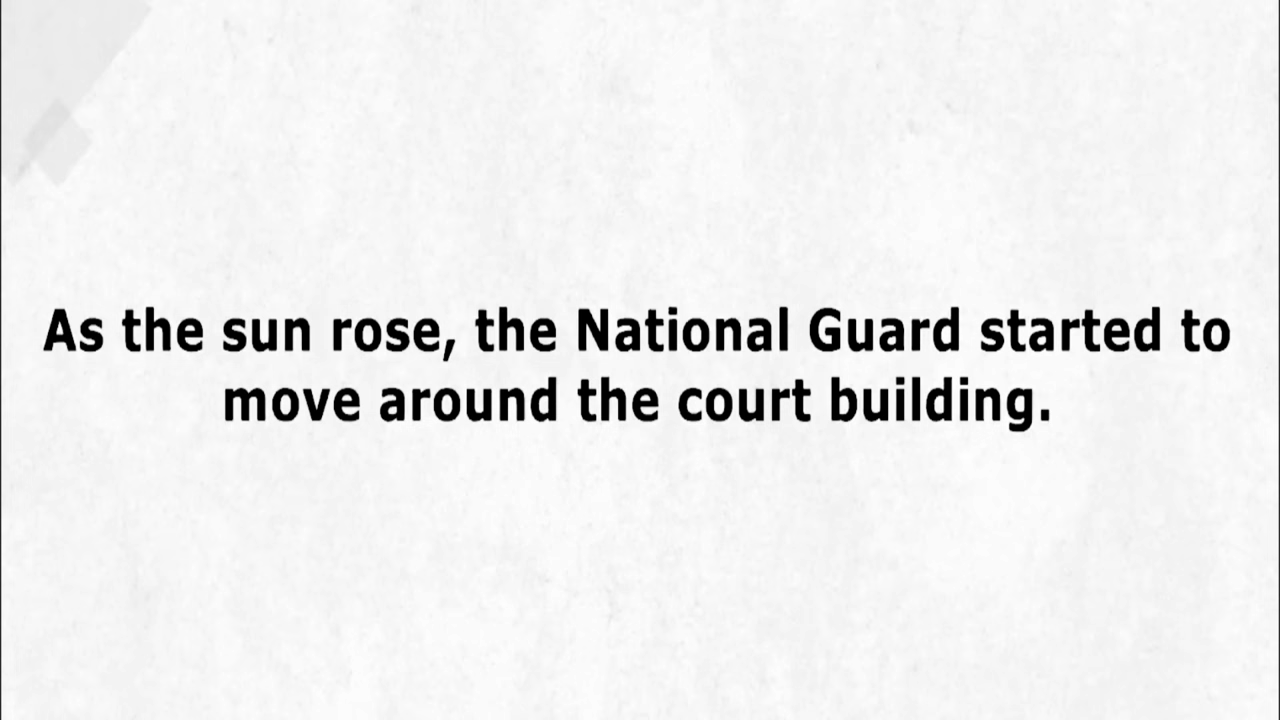 As the sun rose, the National Guard started to
move around the court building.